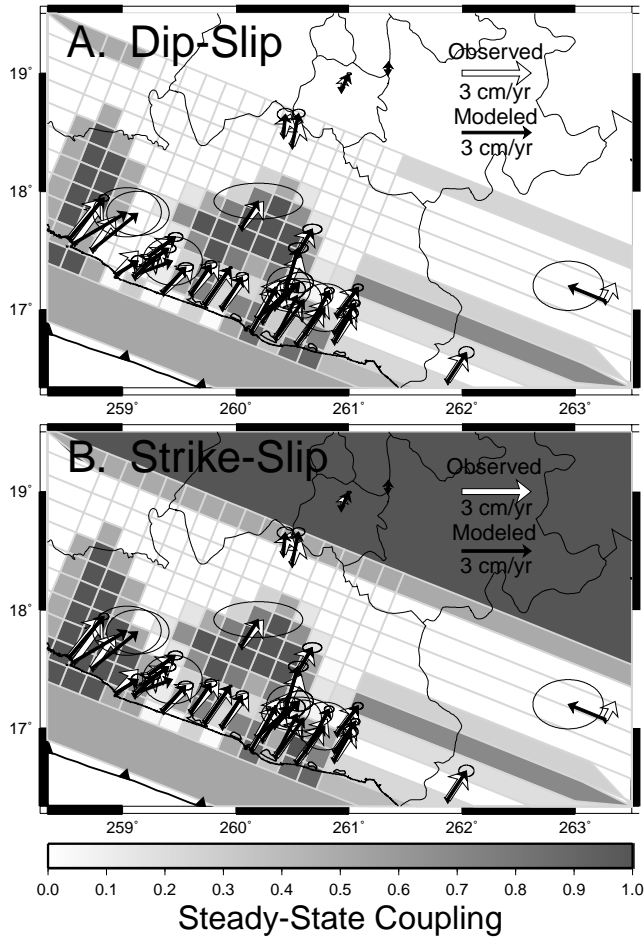 A. Dip-Slip
Observed
3 cm/yr
Modeled
3 cm/yr
19˚
18˚
17˚
259˚ 260˚ 261˚ 262˚ 263˚
B. Strike-Slip
Observed
3 cm/yr
Modeled
3 cm/yr
19˚
18˚
17˚
259˚ 260˚ 261˚ 262˚ 263˚
0.0 0.1 0.2 0.3 0.4 0.5 0.6 0.7 0.8 0.9 1.0
Steady-State Coupling